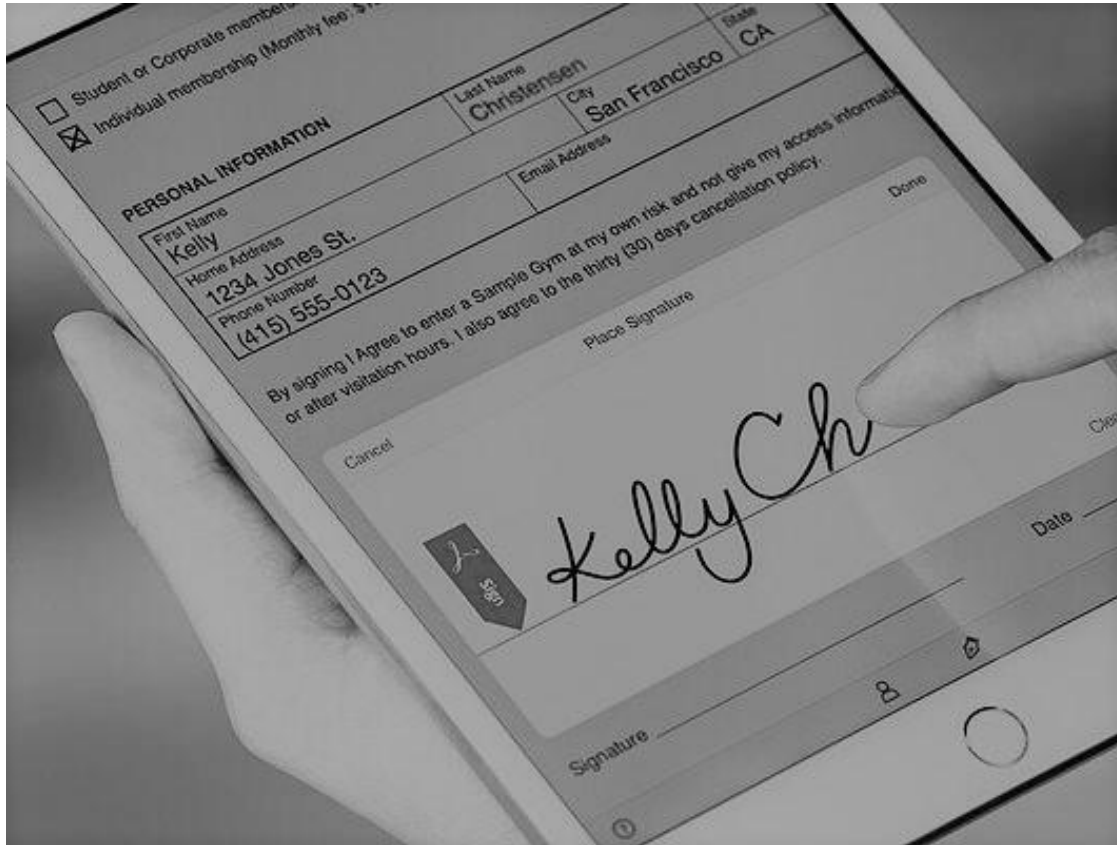 Student or Corporate
Individual membership (Monthly fee:
PERSONAL INFORMATION
First Name
Kelly
Last Name
Christensen
Home Address
1234 Jones St.
City
San Francisco
State
CA
Phone Number
(415) 555-0123
Email Address
By signing I Agree to enter a Sample Gym at my own risk and not give my access
or after visitation hours. I also agree to the thirty (30) days cancellation policy.
Cancel
Place Signature
Done
Sign
Kelly Ch
Signature
Date